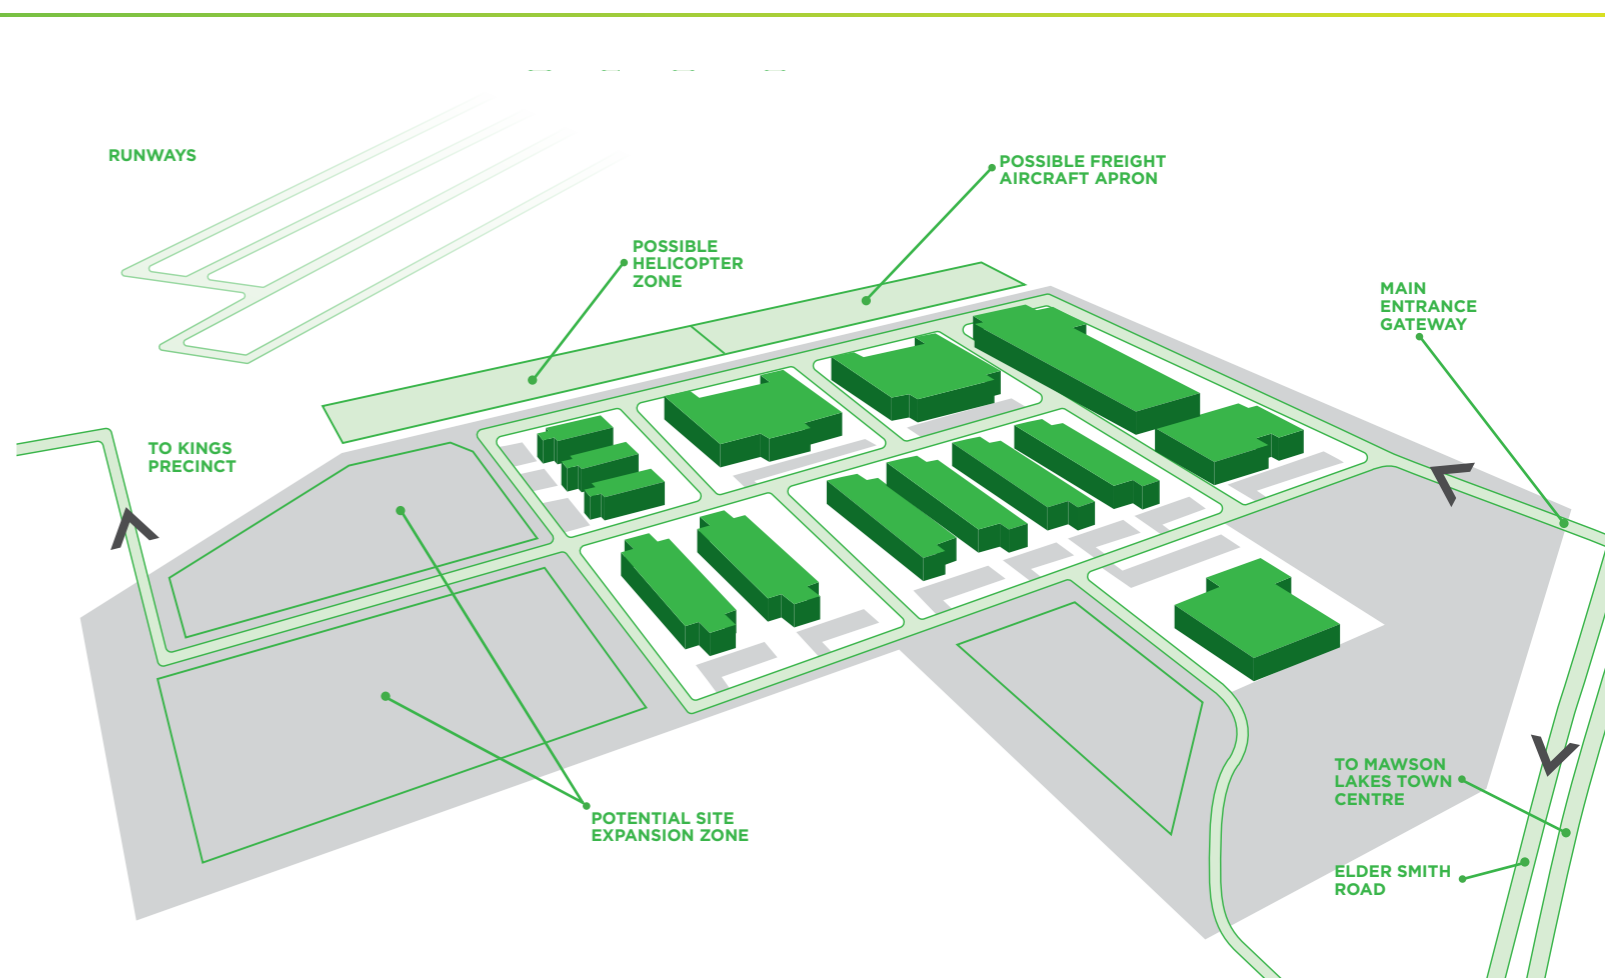 RUNWAYS
POSSIBLE FREIGHT
AIRCRAFT APRON
POSSIBLE
HELICOPTER
ZONE
MAIN
ENTRANCE
GATEWAY
TO KINGS
PRECINCT
TO MAWSON
LAKES TOWN
CENTRE
POTENTIAL SITE
EXPANSION ZONE
ELDER SMITH
ROAD